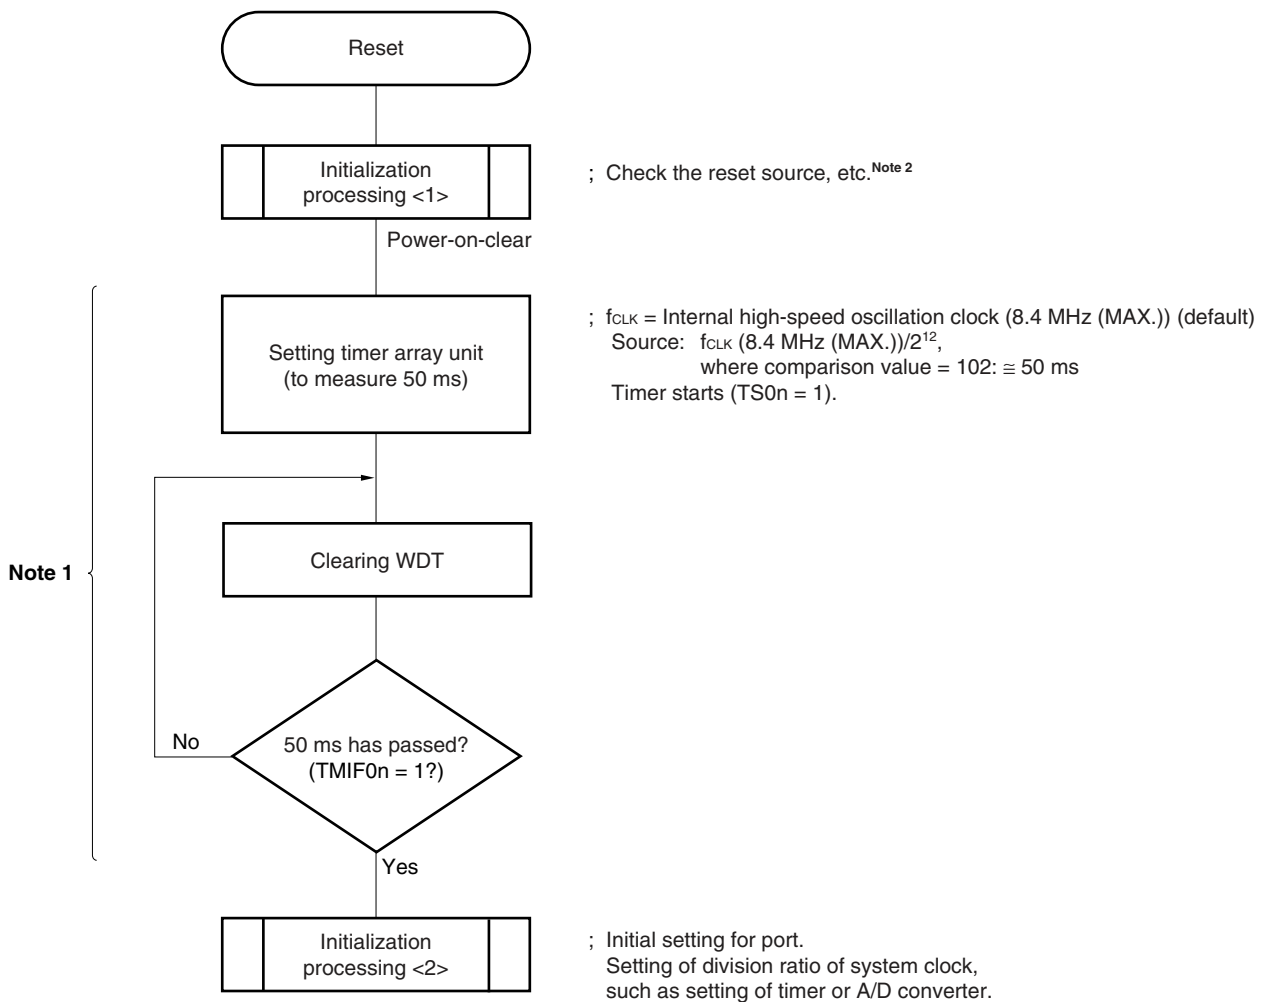 Reset
Initialization
processing <1>
; Check the reset source, etc.Note 2
Power-on-clear
Setting timer array unit
(to measure 50 ms)
; fCLK = Internal high-speed oscillation clock (8.4 MHz (MAX.)) (default)
Source: fCLK (8.4 MHz (MAX.))/2¹²,
where comparison value = 102: ≅ 50 ms
Timer starts (TS0n = 1).
Note 1
Clearing WDT
No
50 ms has passed?
(TMIF0n = 1?)
Yes
Initialization
processing <2>
; Initial setting for port.
Setting of division ratio of system clock,
such as setting of timer or A/D converter.